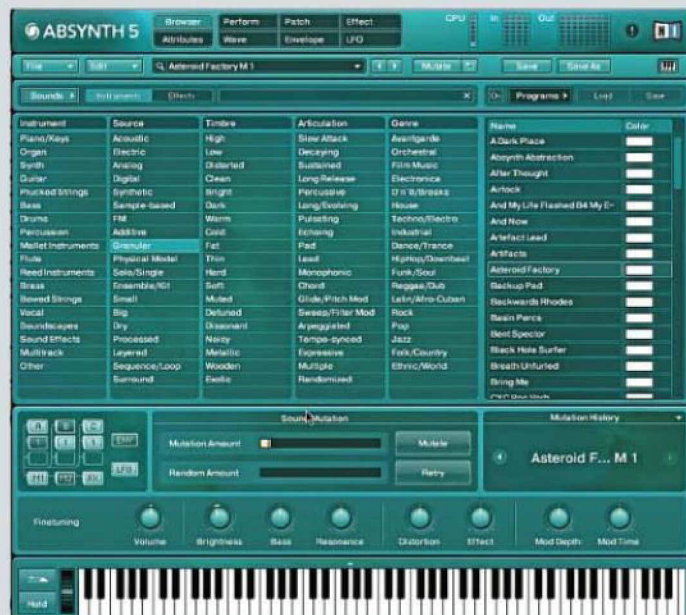 ABSYNTH 5
Browser Perform Patch Effect
Attributes Wave Envelope LFO
CPU In Out
File Edit Asteroid Factory M 1 Mutate Save Save As
Sounds Instruments Effects Programs Load Save
Instrument Source Timbre Articulation Genre Name Color
Piano/Keys Acoustic High Slow Attack Avantgarde
Organ Electric Low Decaying Orchestral
Synth Analog Distorted Sustained Film Music
Guitar Digital Clean Long Release Electronica
Plucked Strings Synthetic Bright Percussive D'n'B/Breaks
Bass Sample-based Dark Long/Evolving House
Drums FM Warm Pulsating Techno/Electro
Percussion Additive Cold Echoing Industrial
Mallet Instruments Granular Fat Pad Dance/Trance
Flute Physical Model Thin Lead HipHop/Downbeat
Reed Instruments Solo/Single Hard Monophonic Funk/Soul
Brass Ensemble/Kit Soft Chord Reggae/Dub
Bowed Strings Small Muted Glide/Pitch Mod Latin/Afro-Cuban
Vocal Big Detuned Sweep/Filter Mod Rock
Soundscapes Dry Dissonant Arpeggiated Pop
Sound Effects Processed Noisy Tempo-synced Jazz
Multitrack Layered Metallic Expressive Folk/Country
Other Sequence/Loop Wooden Multiple Ethnic/World
Surround Exotic Randomized
A Dark Place
Absynth Abstraction
After Thought
Airlock
And My Life Flashed B4 My E-
And Now
Artefact Lead
Artifacts
Asteroid Factory
Backup Pad
Backwards Rhodes
Basin Percs
Bent Spector
Black Hole Surfer
Breath Unfurled
Bring Me
A B C
1 1 1
M1 M2 FX
ENV
LFO
Sound Mutation
Mutation Amount Mutate
Random Amount Retry
Mutation History
Asteroid F... M 1
Finetuning
Volume Brightness Bass Resonance Distortion Effect Mod Depth Mod Time
Hold